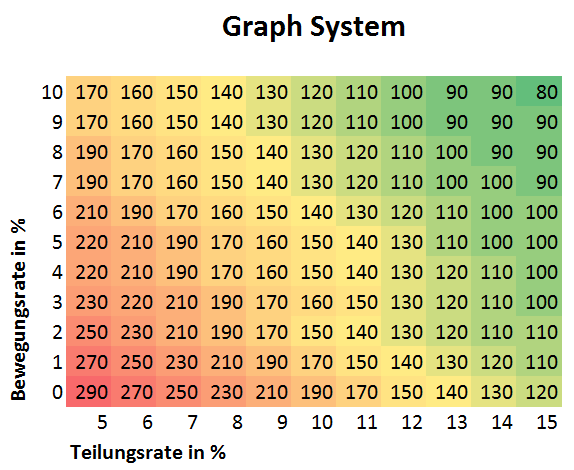 Graph System
10 170 160 150 140 130 120 110 100 90 90 80
9 170 160 150 140 130 120 110 100 90 90 90
8 190 170 160 150 140 130 120 110 100 90 90
7 190 170 160 150 140 130 120 110 100 100 90
6 210 190 170 160 150 140 130 120 110 100 100
5 220 210 190 170 160 150 140 130 110 100 100
4 220 210 190 170 160 150 140 130 120 110 100
3 230 220 210 190 170 160 150 130 120 110 100
2 250 230 210 190 170 150 140 130 120 110 110
1 270 250 230 210 190 170 150 140 130 120 110
0 290 270 250 230 210 190 170 150 140 130 120
5 6 7 8 9 10 11 12 13 14 15
Bewegungsrate in %
Teilungsrate in %